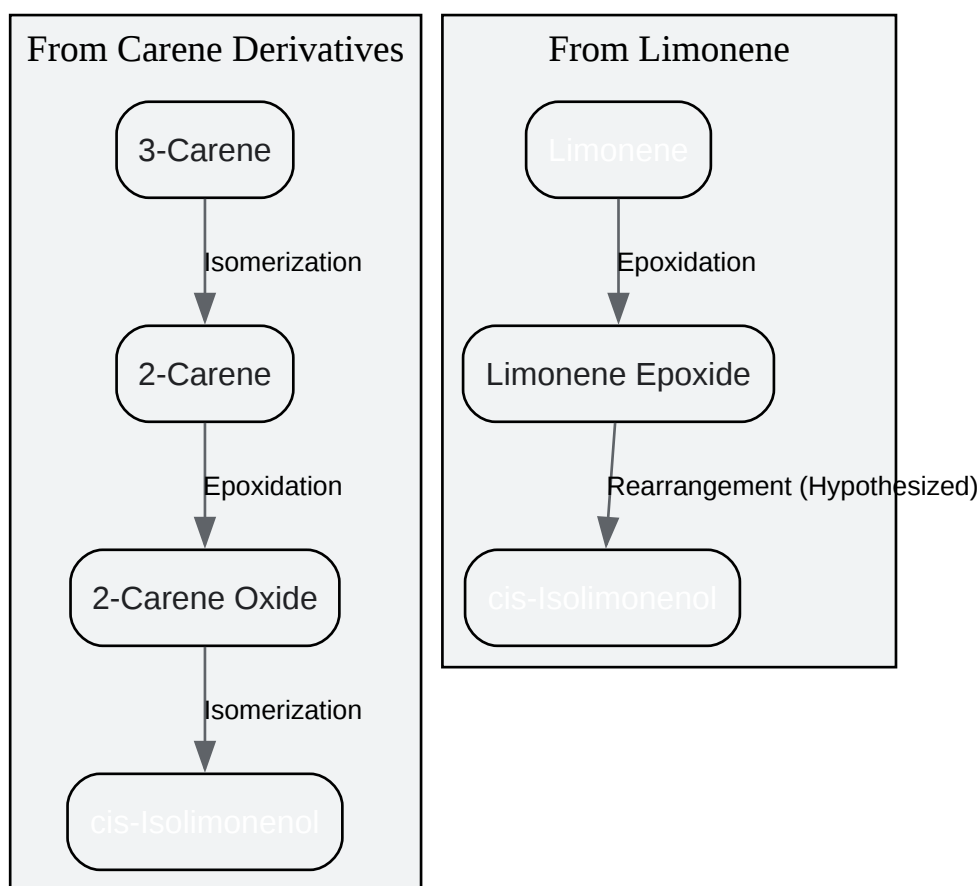 From Carene Derivatives
3-Carene
Isomerization
2-Carene
Epoxidation
2-Carene Oxide
Isomerization
cis-Isolimonenol
From Limonene
Limonene
Epoxidation
Limonene Epoxide
Rearrangement (Hypothesized)
cis-Isolimonenol